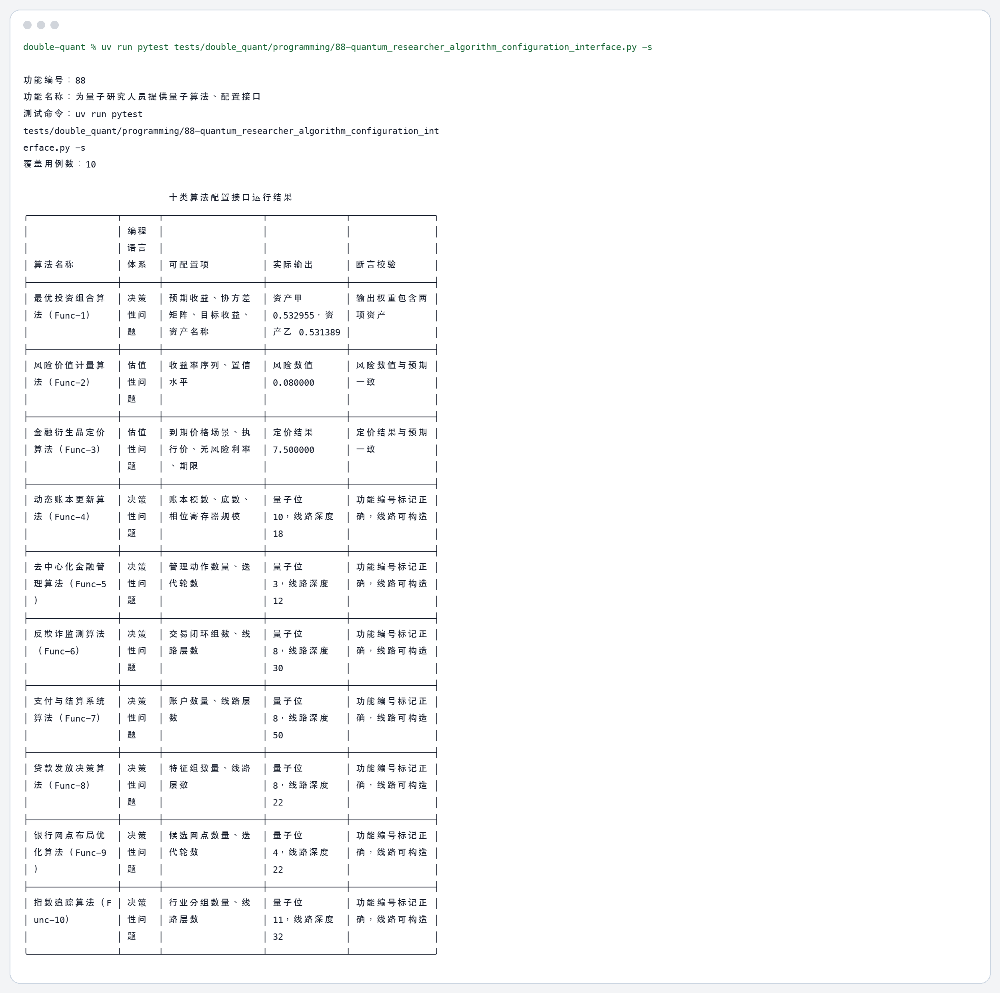 double-quant % uv run pytest tests/double_quant/programming/88-quantum_researcher_algorithm_configuration_interface.py -s
功能编号：88
功能名称：为量子研究人员提供量子算法、配置接口
测试命令：uv run pytest
tests/double_quant/programming/88-quantum_researcher_algorithm_configuration_int
erface.py -s
覆盖用例数：10
十类算法配置接口运行结果
编程
语言
算法名称 体系 可配置项 实际输出 断言校验
最优投资组合算 决策 预期收益、协方差 资产甲 输出权重包含两
法（Func-1） 性问 矩阵、目标收益、 0.532955，资 项资产
题 资产名称 产乙 0.531389
风险价值计量算 估值 收益率序列、置信 风险数值 风险数值与预期
法（Func-2） 性问 水平 0.080000 一致
题
金融衍生品定价 估值 到期价格场景、执 定价结果 定价结果与预期
算法（Func-3） 性问 行价、无风险利率 7.500000 一致
题 、期限
动态账本更新算 决策 账本模数、底数、 量子位 功能编号标记正
法（Func-4） 性问 相位寄存器规模 10，线路深度 确，线路可构造
题 18
去中心化金融管 决策 管理动作数量、迭 量子位 功能编号标记正
理算法（Func-5 性问 代轮数 3，线路深度 确，线路可构造
） 题 12
反欺诈监测算法 决策 交易闭环组数、线 量子位 功能编号标记正
（Func-6） 性问 路层数 8，线路深度 确，线路可构造
题 30
支付与结算系统 决策 账户数量、线路层 量子位 功能编号标记正
算法（Func-7） 性问 数 8，线路深度 确，线路可构造
题 50
贷款发放决策算 决策 特征组数量、线路 量子位 功能编号标记正
法（Func-8） 性问 层数 8，线路深度 确，线路可构造
题 22
银行网点布局优 决策 候选网点数量、迭 量子位 功能编号标记正
化算法（Func-9 性问 代轮数 4，线路深度 确，线路可构造
） 题 22
指数追踪算法（F 决策 行业分组数量、线 量子位 功能编号标记正
unc-10） 性问 路层数 11，线路深度 确，线路可构造
题 32